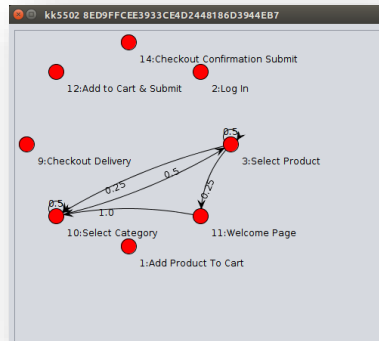 kk5502 8ED9FFCEE3933CE4D2448186D3944EB7
14:Checkout Confirmation Submit
12:Add to Cart & Submit
2:Log In
0.5
9:Checkout Delivery
3:Select Product
0.25
0.5
0.25
0.5
1.0
10:Select Category
11:Welcome Page
1:Add Product To Cart